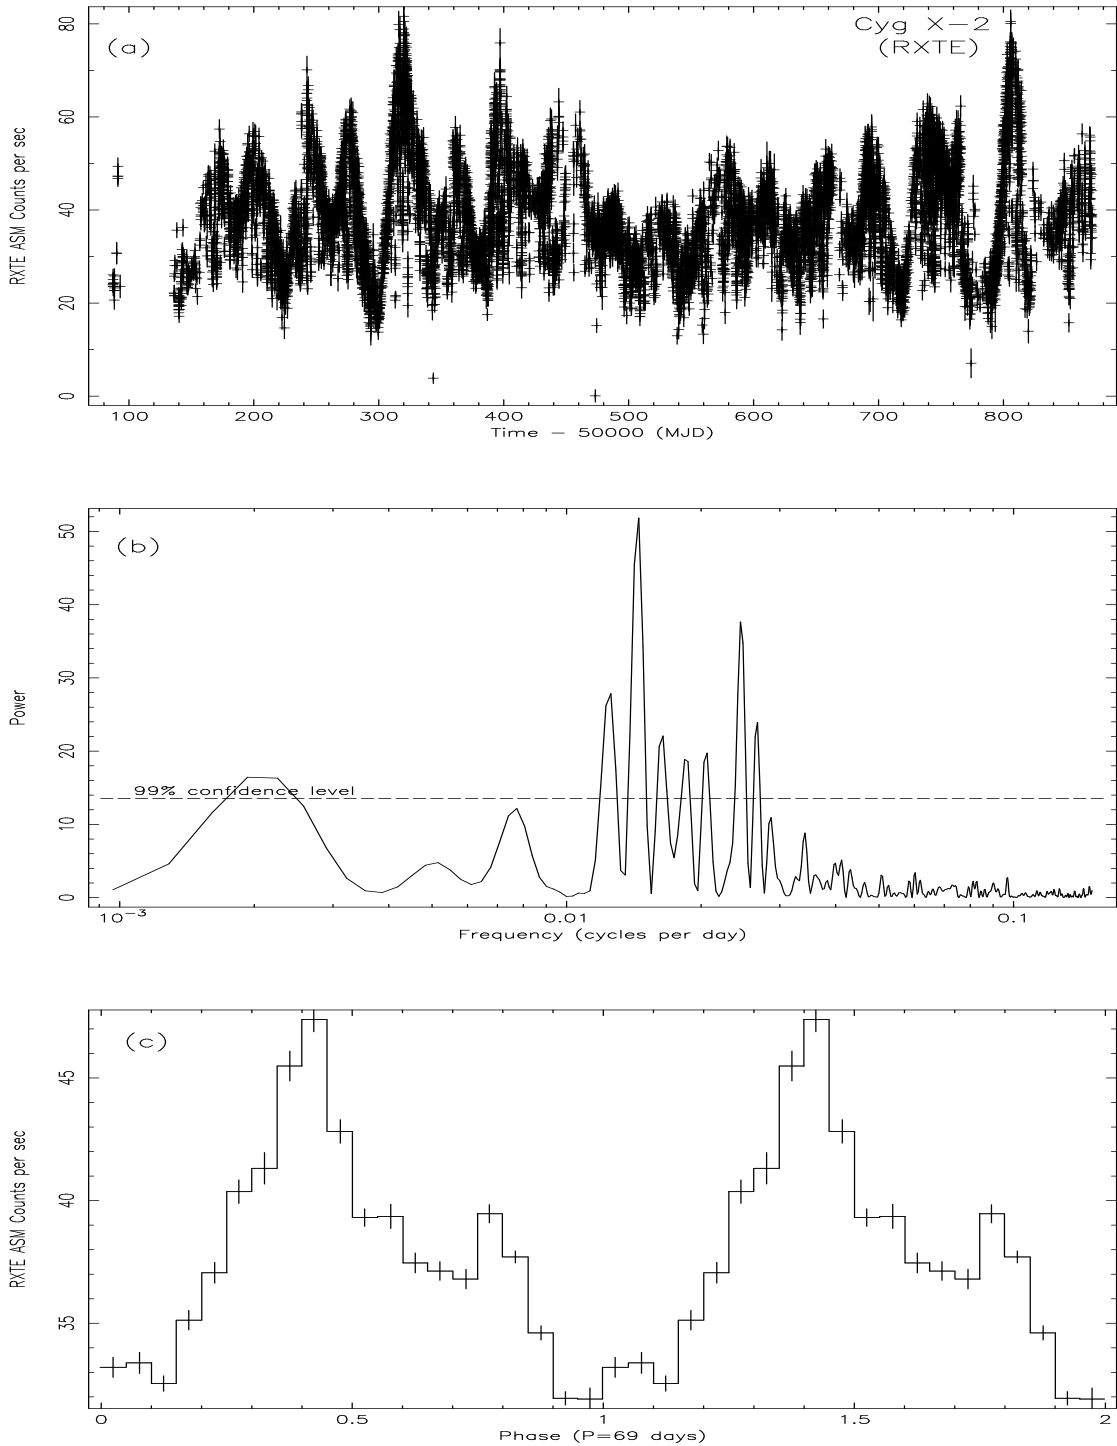 80
60
40
20
0
RXTE ASM Counts per sec
(a)
Cyg X-2
(RXTE)
100 200 300 400 500 600 700 800
Time - 50000 (MJD)
50
40
30
20
10
0
Power
(b)
99% confidence level
10⁻³ 0.01 0.1
Frequency (cycles per day)
45
40
35
RXTE ASM Counts per sec
(c)
0 0.5 1 1.5 2
Phase (P=69 days)